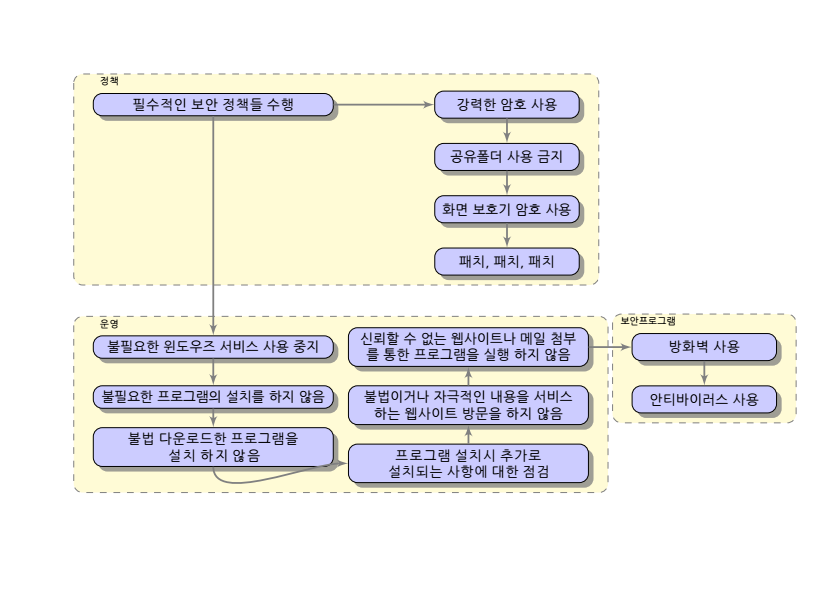 정책
필수적인 보안 정책들 수행
강력한 암호 사용
공유폴더 사용 금지
화면 보호기 암호 사용
패치, 패치, 패치
운영
불필요한 윈도우즈 서비스 사용 중지
불필요한 프로그램의 설치를 하지 않음
불법 다운로드한 프로그램을
설치 하지 않음
프로그램 설치시 추가로
설치되는 사항에 대한 점검
불법이거나 자극적인 내용을 서비스
하는 웹사이트 방문을 하지 않음
신뢰할 수 없는 웹사이트나 메일 첨부
를 통한 프로그램을 실행 하지 않음
보안프로그램
방화벽 사용
안티바이러스 사용